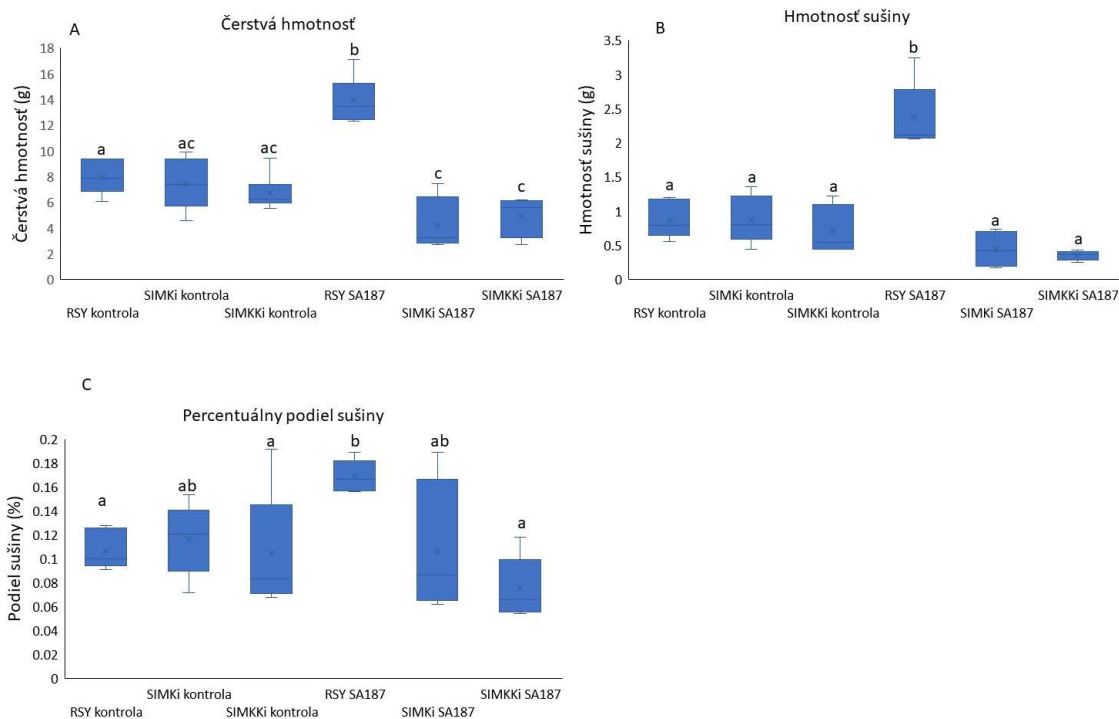 A
Čerstvá hmotnosť
Čerstvá hmotnosť (g)
18
16
14
12
10
8
6
4
2
0
a
ac
ac
b
c
c
SIMKi kontrola RSY SA187 SIMKKi SA187
RSY kontrola SIMKKi kontrola SIMKi SA187
B
Hmotnosť sušiny
Hmotnosť sušiny (g)
3.5
3
2.5
2
1.5
1
0.5
0
a
a
a
b
a
a
SIMKi kontrola RSY SA187 SIMKKi SA187
RSY kontrola SIMKKi kontrola SIMKi SA187
C
Percentuálny podiel sušiny
Podiel sušiny (%)
0.2
0.18
0.16
0.14
0.12
0.1
0.08
0.06
0.04
0.02
0
a
ab
a
b
ab
a
SIMKi kontrola RSY SA187 SIMKKi SA187
RSY kontrola SIMKKi kontrola SIMKi SA187